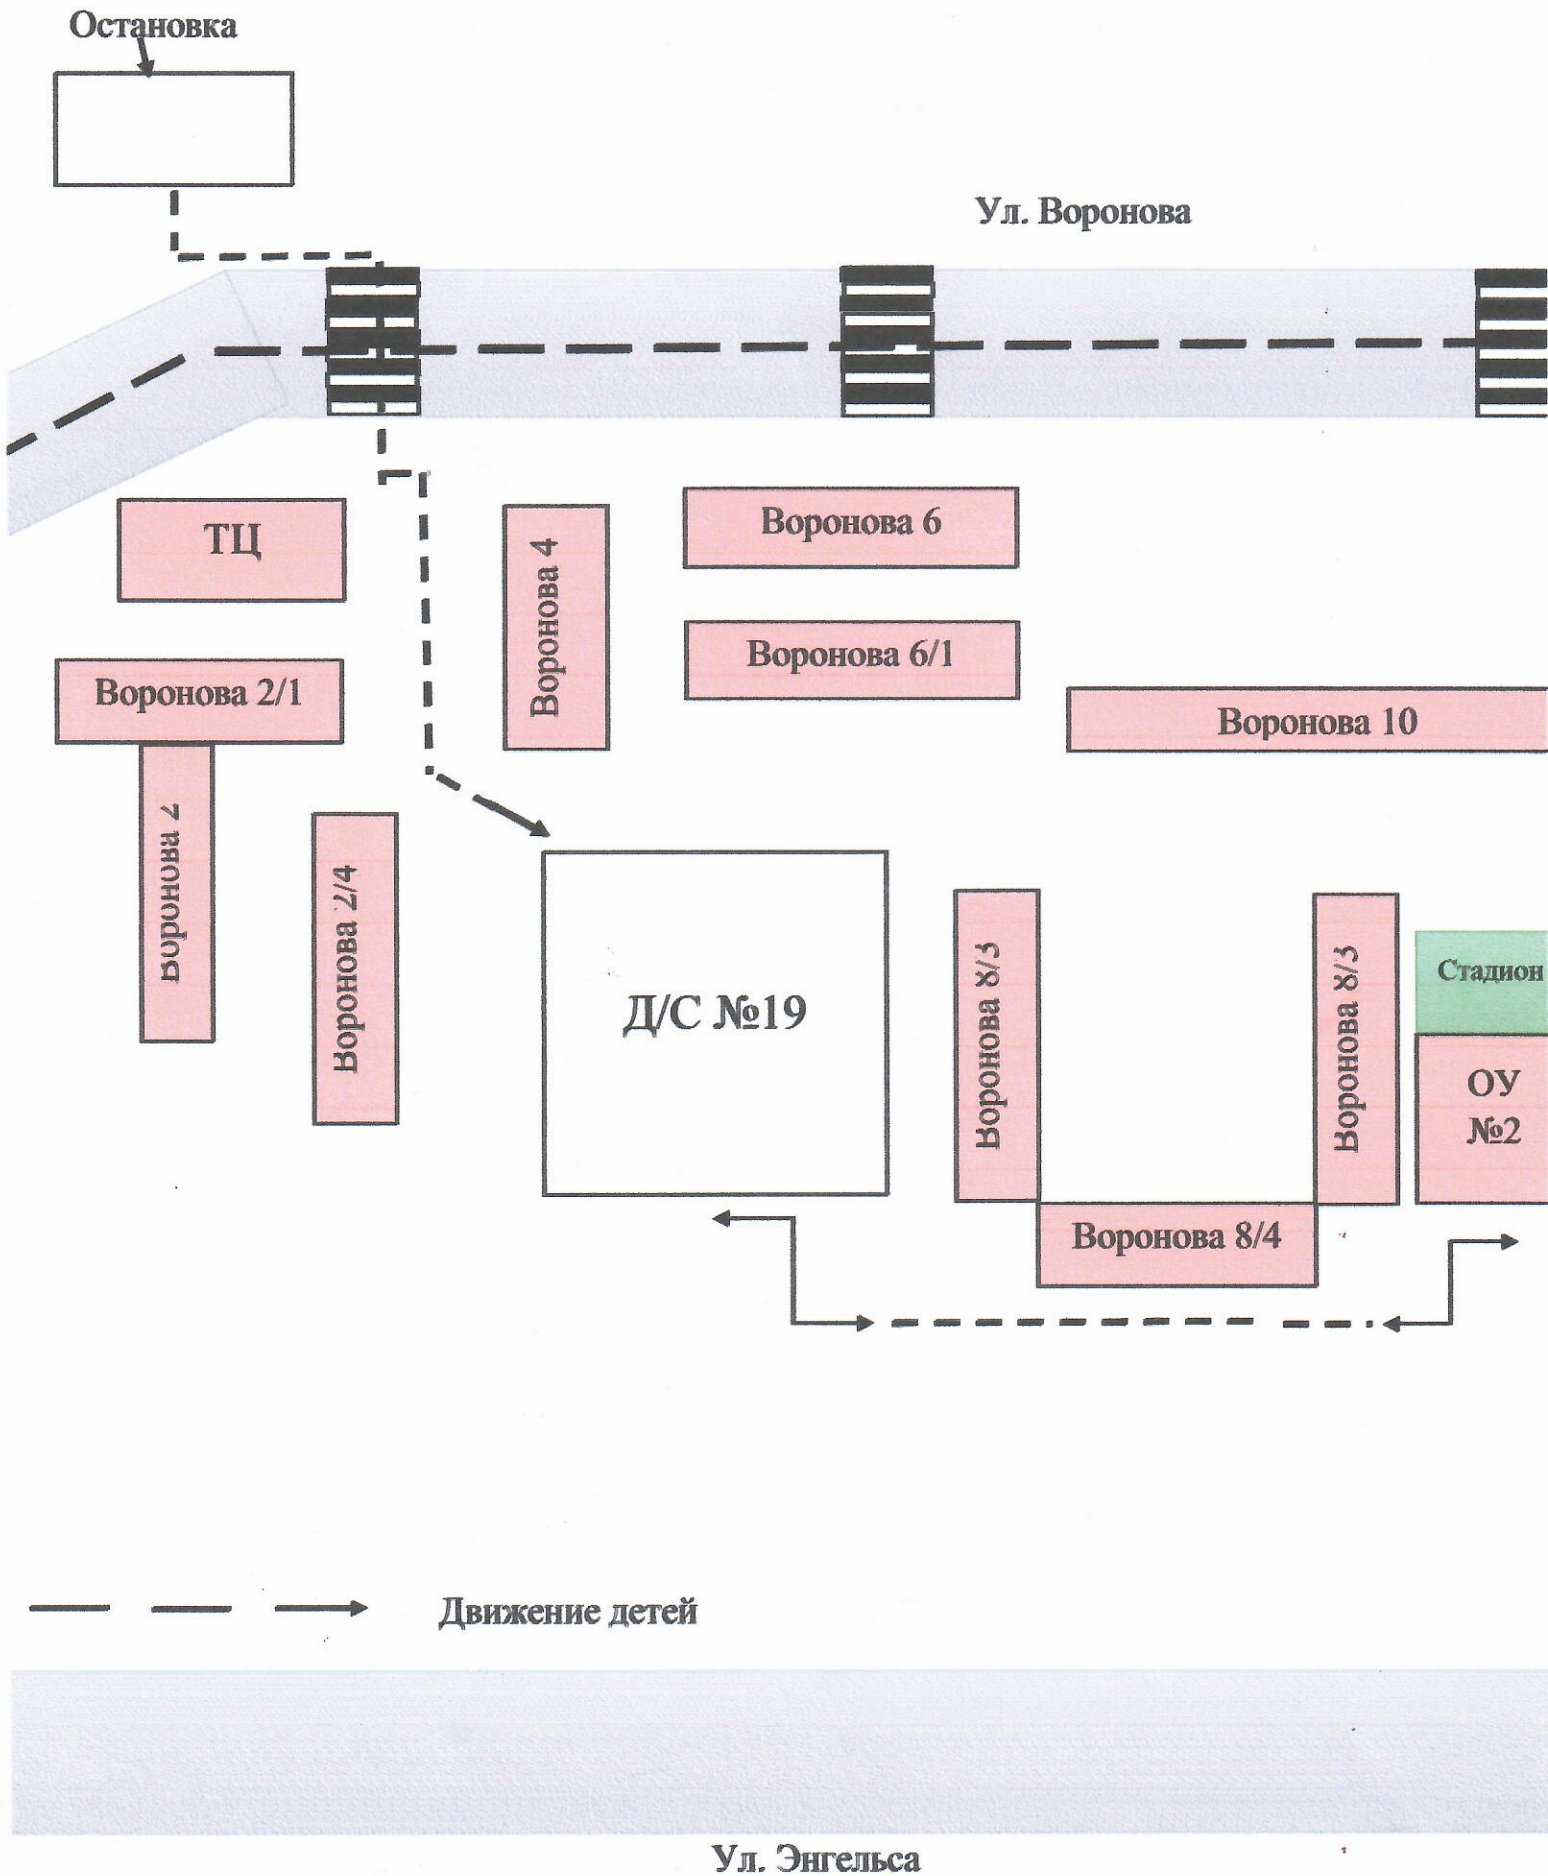 Остановка
Ул. Воронова
ТЦ
Воронова 4
Воронова 6
Воронова 6/1
Воронова 2/1
Воронова 10
Воронова 2
Воронова 2/4
Д/С №19
Воронова 8/3
Воронова 8/3
Стадион
ОУ
№2
Воронова 8/4
Движение детей
Ул. Энгельса